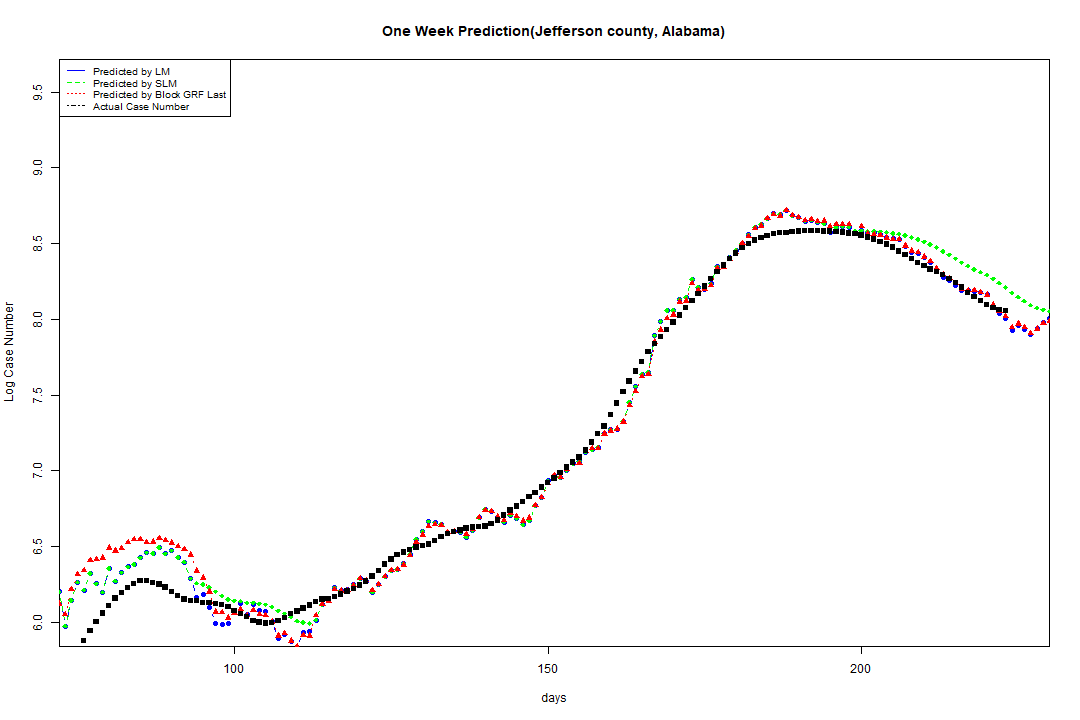 One Week Prediction(Jefferson county, Alabama)
Predicted by LM
Predicted by SLM
Predicted by Block GRF Last
Actual Case Number
Log Case Number
9.5
9.0
8.5
8.0
7.5
7.0
6.5
6.0
100 150 200
days